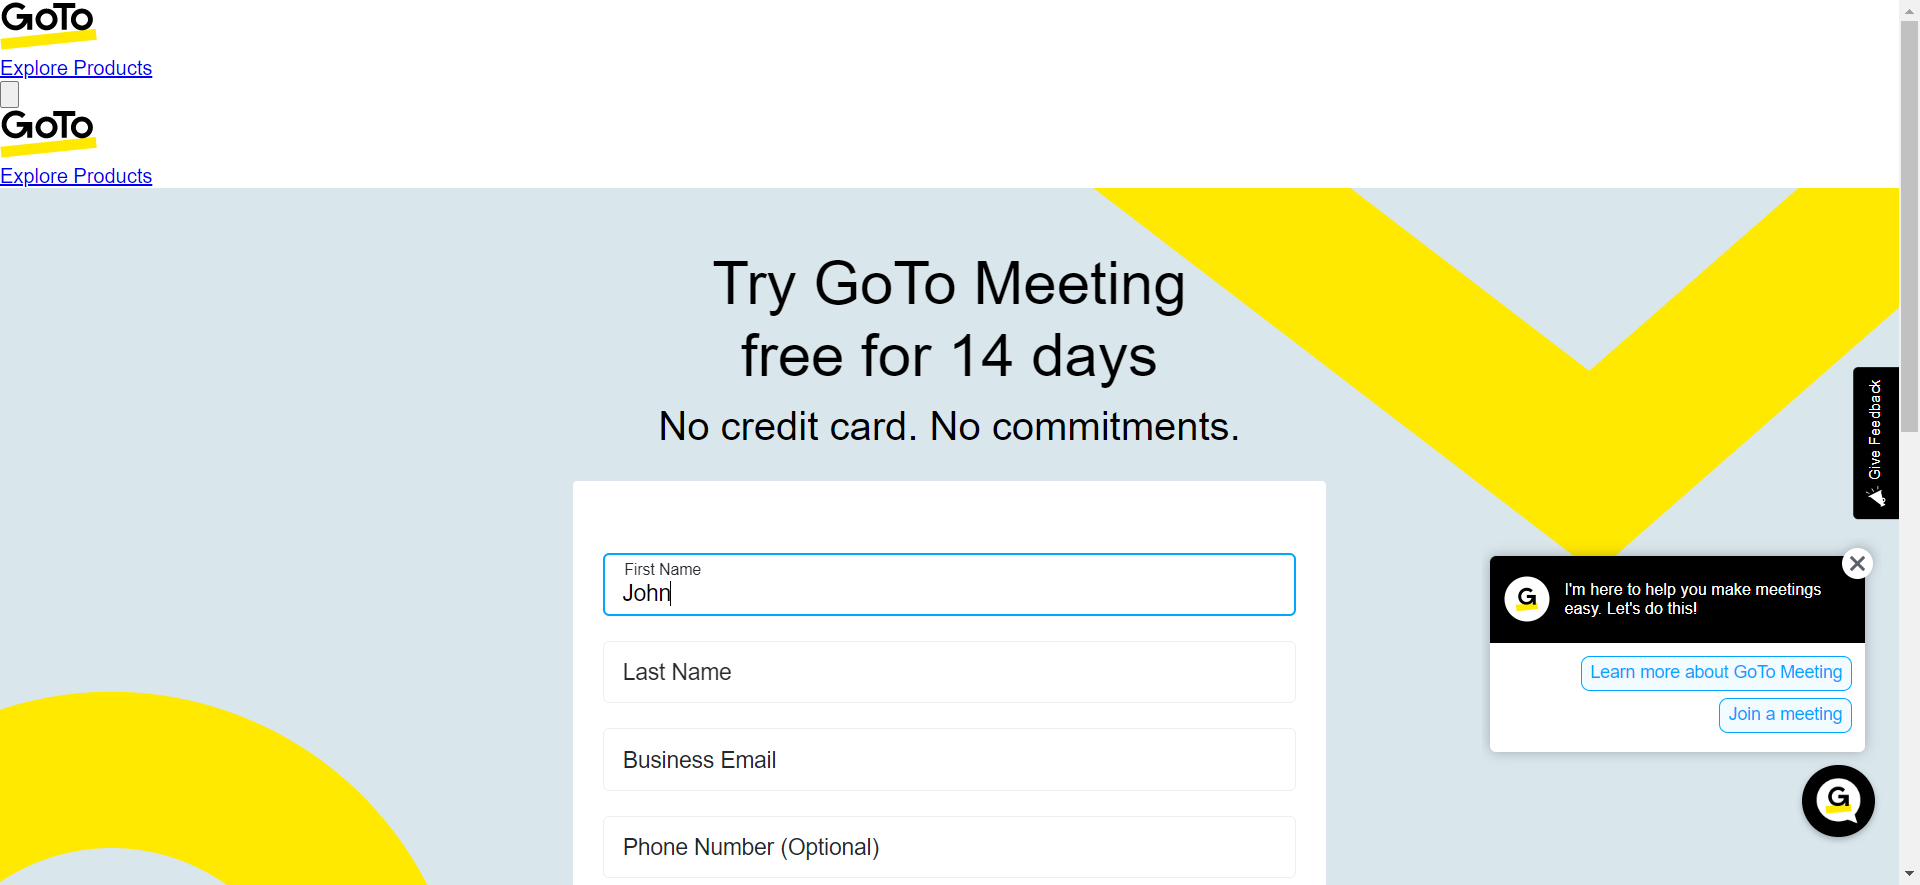 GoTo
Explore Products
GoTo
Explore Products
Try GoTo Meeting
free for 14 days
No credit card. No commitments.
First Name
John
Last Name
Business Email
Phone Number (Optional)
Give Feedback
G
I'm here to help you make meetings
easy. Let's do this!
Learn more about GoTo Meeting
Join a meeting
G